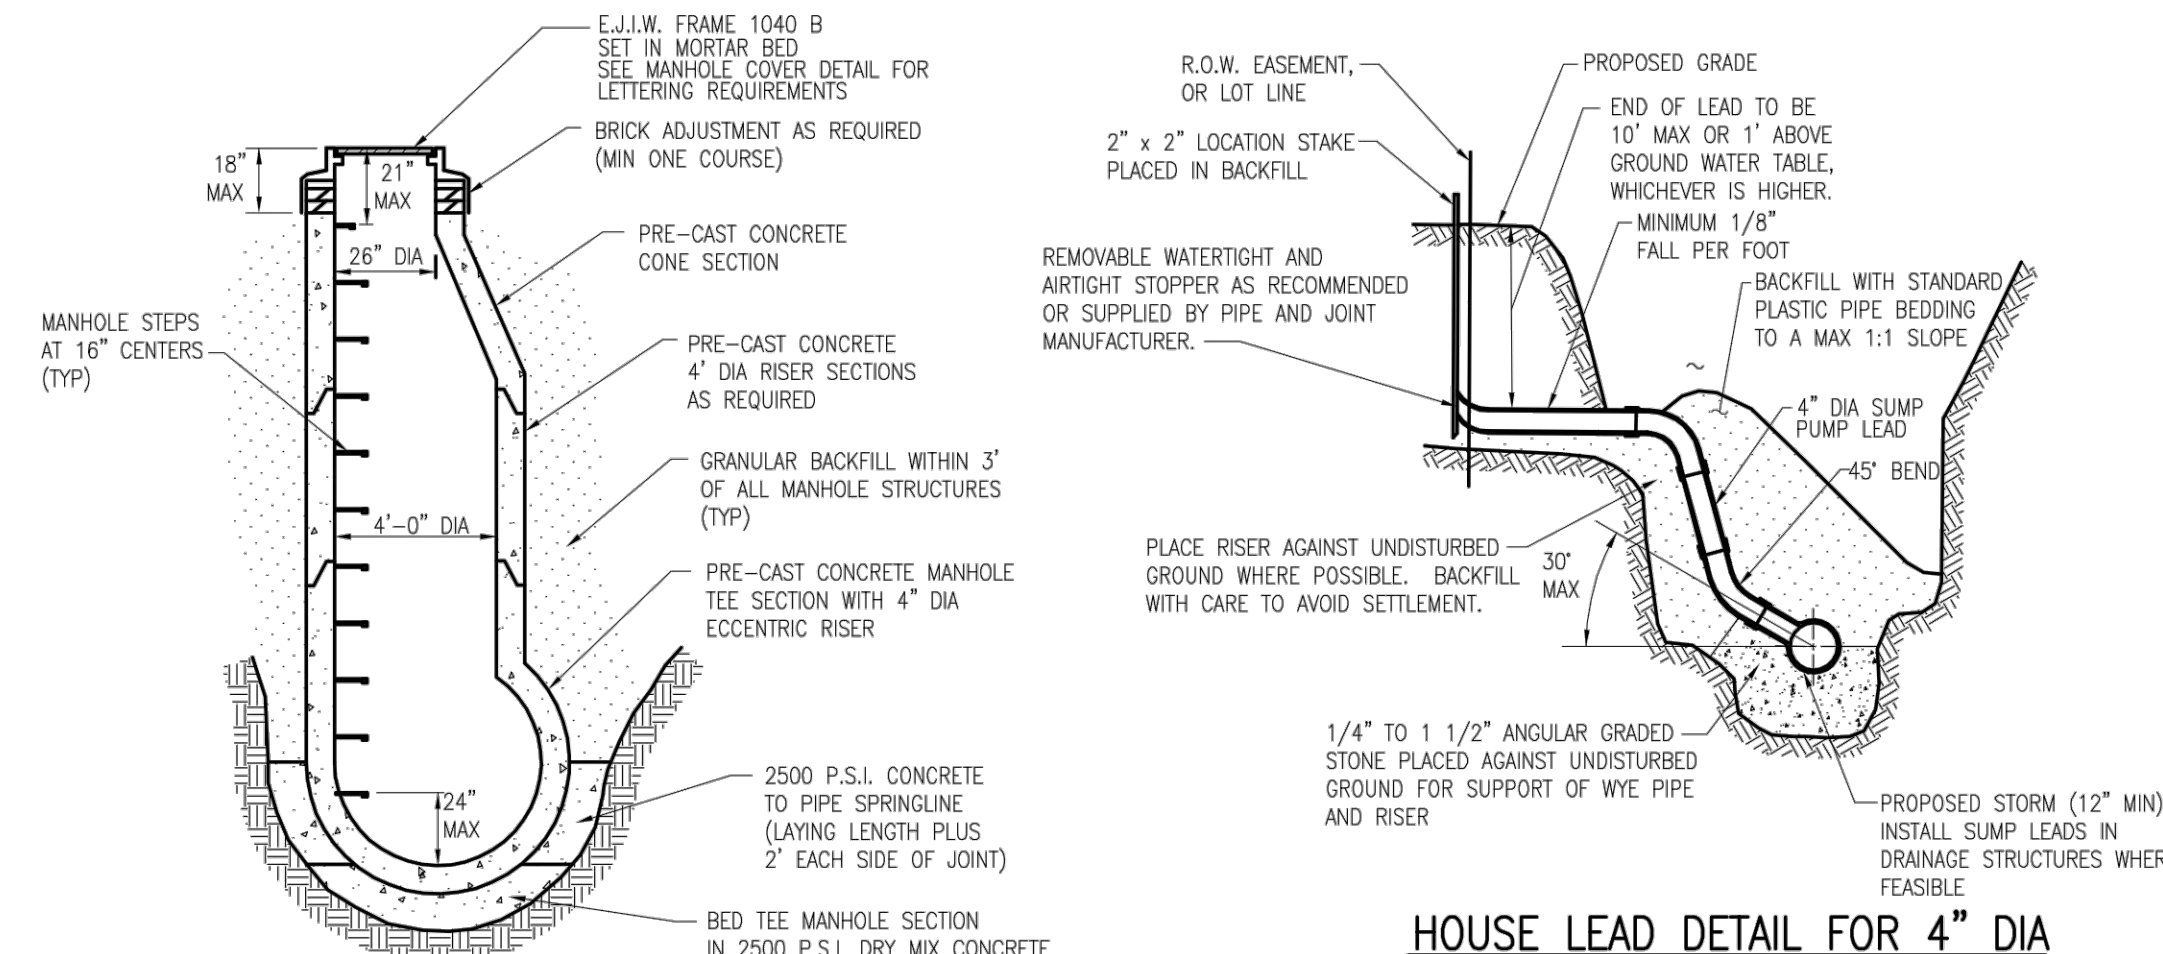 E.J.I.W. FRAME 1040 B
SET IN MORTAR BED
SEE MANHOLE COVER DETAIL FOR
LETTERING REQUIREMENTS
BRICK ADJUSTMENT AS REQUIRED
(MIN ONE COURSE)
18"
MAX
21"
MAX
26" DIA
PRE-CAST CONCRETE
CONE SECTION
MANHOLE STEPS
AT 16" CENTERS
(TYP)
PRE-CAST CONCRETE
4' DIA RISER SECTIONS
AS REQUIRED
GRANULAR BACKFILL WITHIN 3'
OF ALL MANHOLE STRUCTURES
(TYP)
4'-0" DIA
PRE-CAST CONCRETE MANHOLE
TEE SECTION WITH 4" DIA
ECCENTRIC RISER
2500 P.S.I. CONCRETE
TO PIPE SPRINGLINE
(LAYING LENGTH PLUS
2' EACH SIDE OF JOINT)
24"
MAX
BED TEE MANHOLE SECTION
IN 2500 P.S.I. DRY MIX CONCRETE
R.O.W. EASEMENT,
OR LOT LINE
2" x 2" LOCATION STAKE
PLACED IN BACKFILL
PROPOSED GRADE
END OF LEAD TO BE
10' MAX OR 1' ABOVE
GROUND WATER TABLE,
WHICHEVER IS HIGHER.
MINIMUM 1/8"
FALL PER FOOT
REMOVABLE WATERTIGHT AND
AIRTIGHT STOPPER AS RECOMMENDED
OR SUPPLIED BY PIPE AND JOINT
MANUFACTURER.
BACKFILL WITH STANDARD
PLASTIC PIPE BEDDING
TO A MAX 1:1 SLOPE
4" DIA SUMP
PUMP LEAD
45° BEND
PLACE RISER AGAINST UNDISTURBED
GROUND WHERE POSSIBLE. BACKFILL
WITH CARE TO AVOID SETTLEMENT.
30°
MAX
1/4" TO 1 1/2" ANGULAR GRADED
STONE PLACED AGAINST UNDISTURBED
GROUND FOR SUPPORT OF WYE PIPE
AND RISER
PROPOSED STORM (12" MIN)
INSTALL SUMP LEADS IN
DRAINAGE STRUCTURES WHER
FEASIBLE
HOUSE LEAD DETAIL FOR 4" DIA